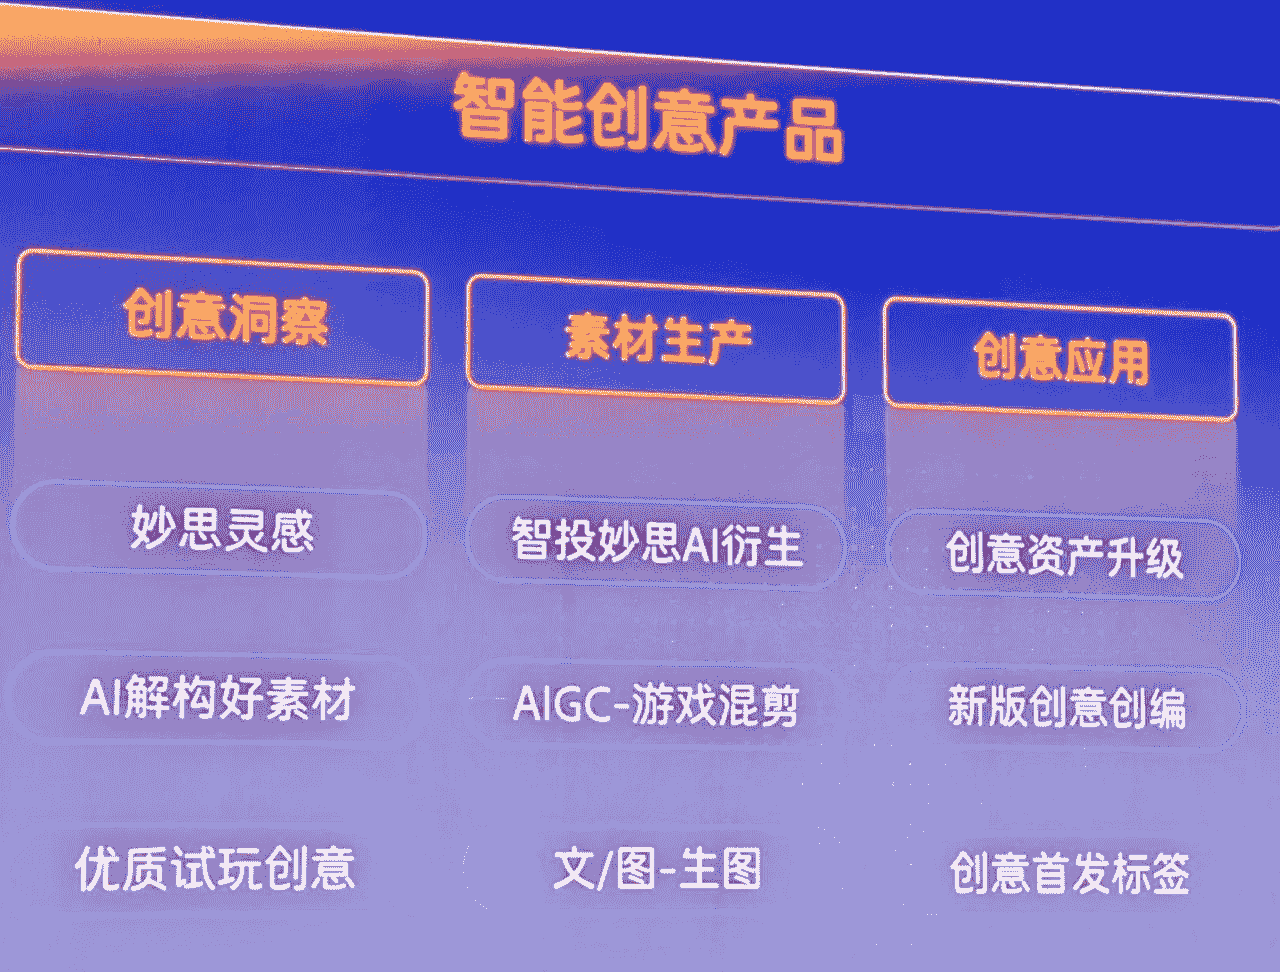 智能创意产品
创意洞察
素材生产
创意应用
妙思灵感
智投妙思AI衍生
创意资产升级
AI解构好素材
AIGC-游戏混剪
新版创意创编
优质试玩创意
文/图-生图
创意首发标签